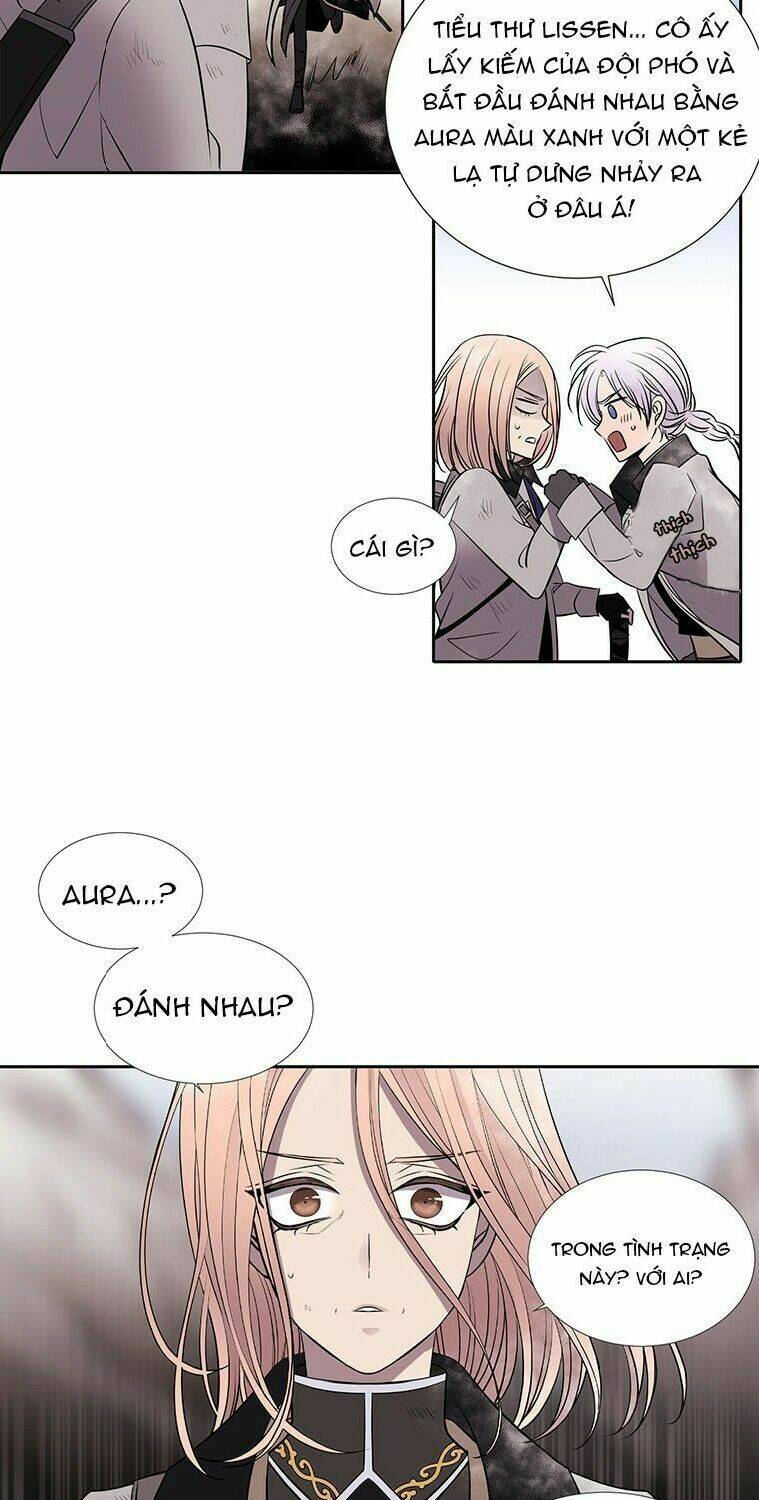 TIỂU THƯ LISSEN... CÔ ẤY
LẤY KIẾM CỦA ĐỘI PHÓ VÀ
BẮT ĐẦU ĐÁNH NHAU BẰNG
AURA MÀU XANH VỚI MỘT KẺ
LẠ TỰ DƯNG NHẢY RA
Ở ĐÂU Á!
CÁI GÌ?
thịch
thịch
AURA...?
ĐÁNH NHAU?
TRONG TÌNH TRẠNG
NÀY? VỚI AI?